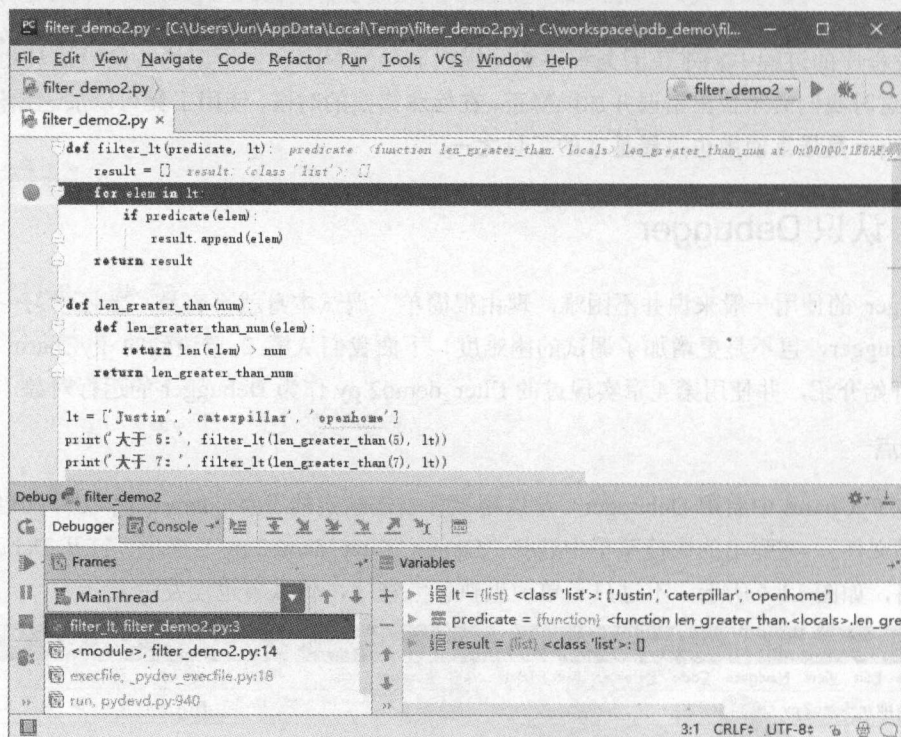 filter_demo2.py - [C:\Users\Jun\AppData\Local\Temp\filter_demo2.py] - C:\workspace\pdb_demo\fil...
File Edit View Navigate Code Refactor Run Tools VCS Window Help
filter_demo2.py
filter_demo2
filter_demo2.py ×
def filter_lt(predicate, lt): predicate: <function len_greater_than.<locals>.len_greater_than_num at
result = [] result: <class 'list'>: []
for elem in lt:
if predicate(elem):
result.append(elem)
return result
def len_greater_than(num):
def len_greater_than_num(elem):
return len(elem) > num
return len_greater_than_num
lt = ['Justin', 'caterpillar', 'openhome']
print('大于 5: ', filter_lt(len_greater_than(5), lt))
print('大于 7: ', filter_lt(len_greater_than(7), lt))
Debug filter_demo2
Debugger Console
Frames
Variables
MainThread
lt = {list} <class 'list'>: ['Justin', 'caterpillar', 'openhome']
filter_lt, filter_demo2.py:3
predicate = {function} <function len_greater_than.<locals>.len_gre
<module>, filter_demo2.py:14
result = {list} <class 'list'>: []
execfile, _pydev_execfile.py:18
run, pydevd.py:940
3:1 CRLF UTF-8